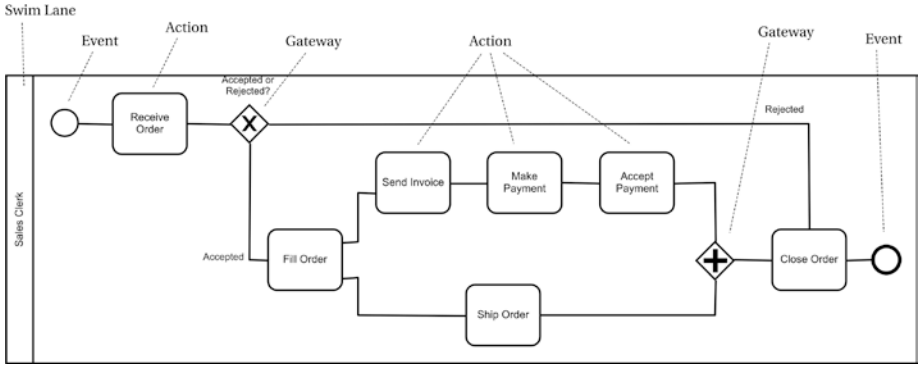 Swim Lane
Event
Action
Gateway
Action
Gateway
Event
Sales Clerk
Receive
Order
Accepted or
Rejected?
X
Rejected
Send Invoice
Make
Payment
Accept
Payment
Accepted
Fill Order
Close Order
Ship Order